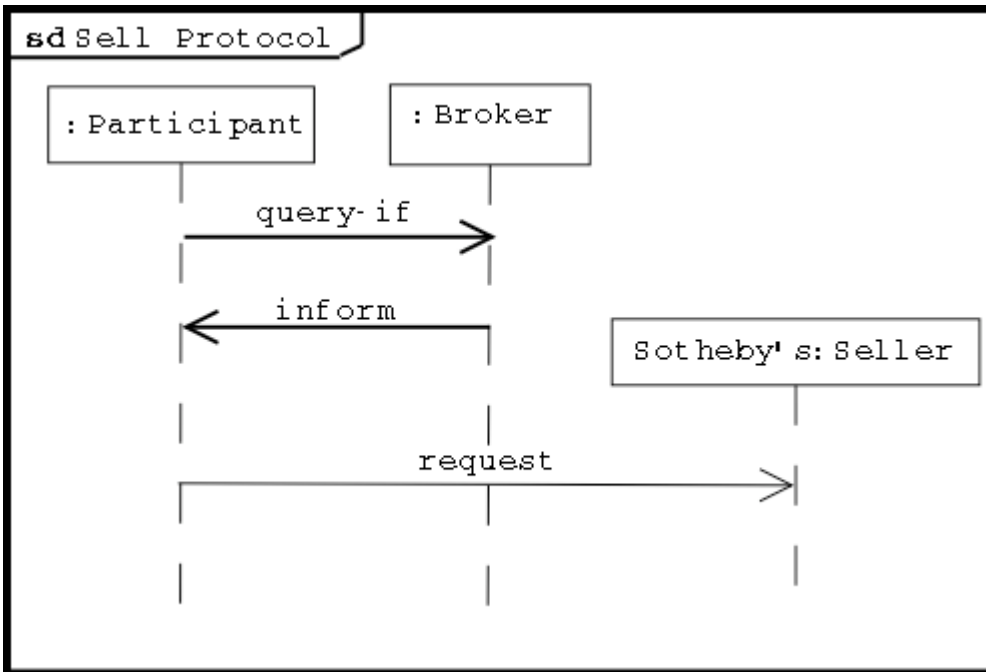 sd Sell Protocol
:Participant
:Broker
query-if
inform
Sotheby's:Seller
request